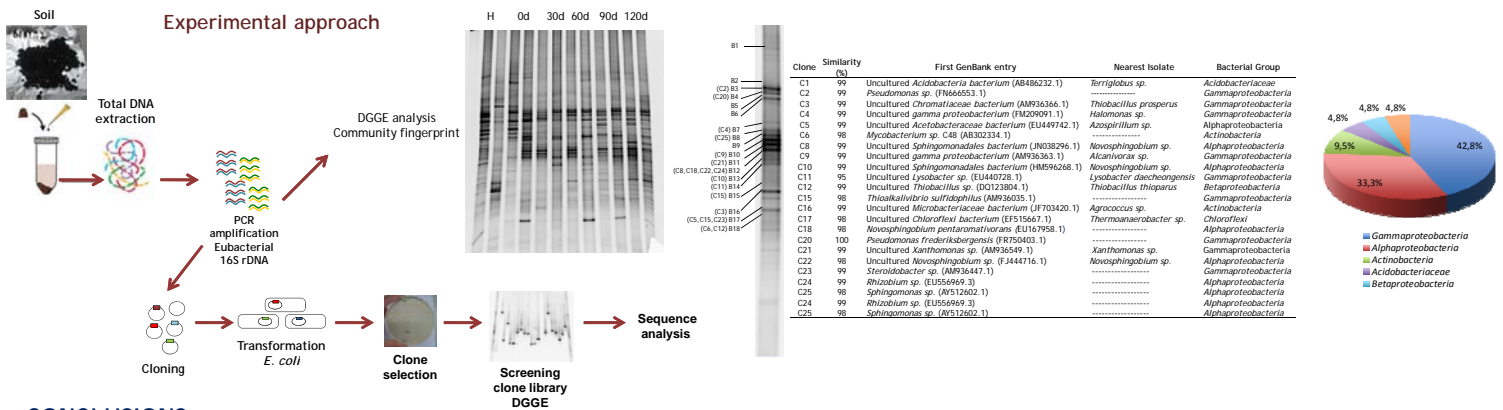 Experimental approach
Soil
Total DNA
extraction
PCR
amplification
Eubacterial
16S rDNA
DGGE analysis
Community fingerprint
Cloning
Transformation
E. coli
Clone
selection
Screening
clone library
DGGE
Sequence
analysis
H 0d 30d 60d 90d 120d
B1
B2
(C2) B3
(C20) B4
B5
B6
(C4) B7
(C25) B8
B9
(C9) B10
(C21) B11
(C8,C18,C22,C24) B12
(C10) B13
(C11) B14
(C15) B15
(C3) B16
(C5,C15,C23) B17
(C6,C12) B18
Clone Similarity (%) First GenBank entry Nearest Isolate Bacterial Group
C1 99 Uncultured Acidobacteria bacterium (AB486232.1) Terriglobus sp. Acidobacteriaceae
C2 99 Pseudomonas sp. (FN666553.1) --------------- Gammaproteobacteria
C3 99 Uncultured Chromatiaceae bacterium (AM936366.1) Thiobacillus prosperus Gammaproteobacteria
C4 99 Uncultured gamma proteobacteria (FM209091.1) Halomonas sp. Gammaproteobacteria
C5 99 Uncultured Acetobacteraceae bacteria (EU449742.1) Azospirillum sp. Alphaproteobacteria
C6 98 Mycobacterium sp. C48 (AB302334.1) --------------- Actinobacteria
C8 99 Uncultured Sphingomonadales bacterium (JN038296.1) Novosphingobium sp. Alphaproteobacteria
C9 99 Uncultured gamma proteobacteria (AM936363.1) Alcanivorax sp. Gammaproteobacteria
C10 99 Uncultured Sphingomonadales bacterium (HM596268.1) Novosphingobium sp. Alphaproteobacteria
C11 95 Uncultured Lysobacter sp. (EU440728.1) Lysobacter daecheongensis Gammaproteobacteria
C12 99 Uncultured Thiobacillus sp. (DQ123804.1) Thiobacillus thioparus Betaproteobacteria
C15 98 Thioalkalivibrio sulfidophilus (AM936035.1) ----------------- Gammaproteobacteria
C16 99 Uncultured Microbacteriaceae bacterium (JF703420.1) Agrococcus sp. Actinobacteria
C17 98 Uncultured Chloroflexi bacterium (EF515667.1) Thermoanaerobacter sp. Chloroflexi
C18 98 Novosphingobium pentaromativorans (EU167958.1) ----------------- Alphaproteobacteria
C20 100 Pseudomonas frederiksbergensis (FR750403.1) ----------------- Gammaproteobacteria
C21 99 Uncultured Xanthomonas sp. (AM936549.1) Xanthomonas sp. Gammaproteobacteria
C22 98 Uncultured Novosphingobium sp. (FJ444716.1) Novosphingobium sp. Alphaproteobacteria
C23 99 Steroidobacter sp. (AM936447.1) ----------------- Gammaproteobacteria
C24 99 Rhizobium sp. (EU556969.3) ----------------- Alphaproteobacteria
C25 98 Sphingomonas sp. (AY512602.1) ----------------- Alphaproteobacteria
C24 99 Rhizobium sp. (EU556969.3) ----------------- Alphaproteobacteria
C25 98 Sphingomonas sp. (AY512602.1) ----------------- Alphaproteobacteria
4,8% 4,8%
4,8%
9,5%
42,8%
33,3%
Gammaproteobacteria
Alphaproteobacteria
Actinobacteria
Acidobacteriaceae
Betaproteobacteria